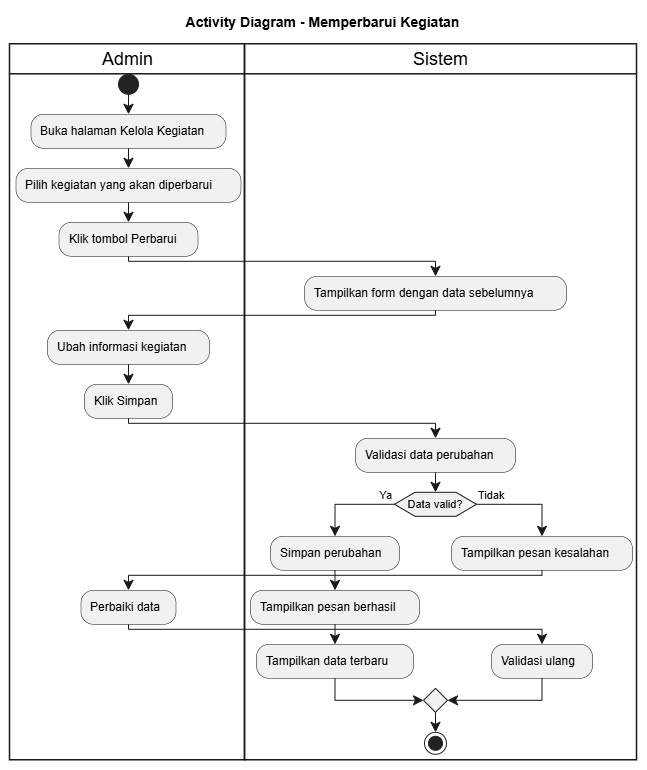 Activity Diagram - Memperbarui Kegiatan
Admin
Sistem
Buka halaman Kelola Kegiatan
Pilih kegiatan yang akan diperbarui
Klik tombol Perbarui
Tampilkan form dengan data sebelumnya
Ubah informasi kegiatan
Klik Simpan
Validasi data perubahan
Data valid?
Ya
Tidak
Simpan perubahan
Tampilkan pesan kesalahan
Perbaiki data
Tampilkan pesan berhasil
Tampilkan data terbaru
Validasi ulang